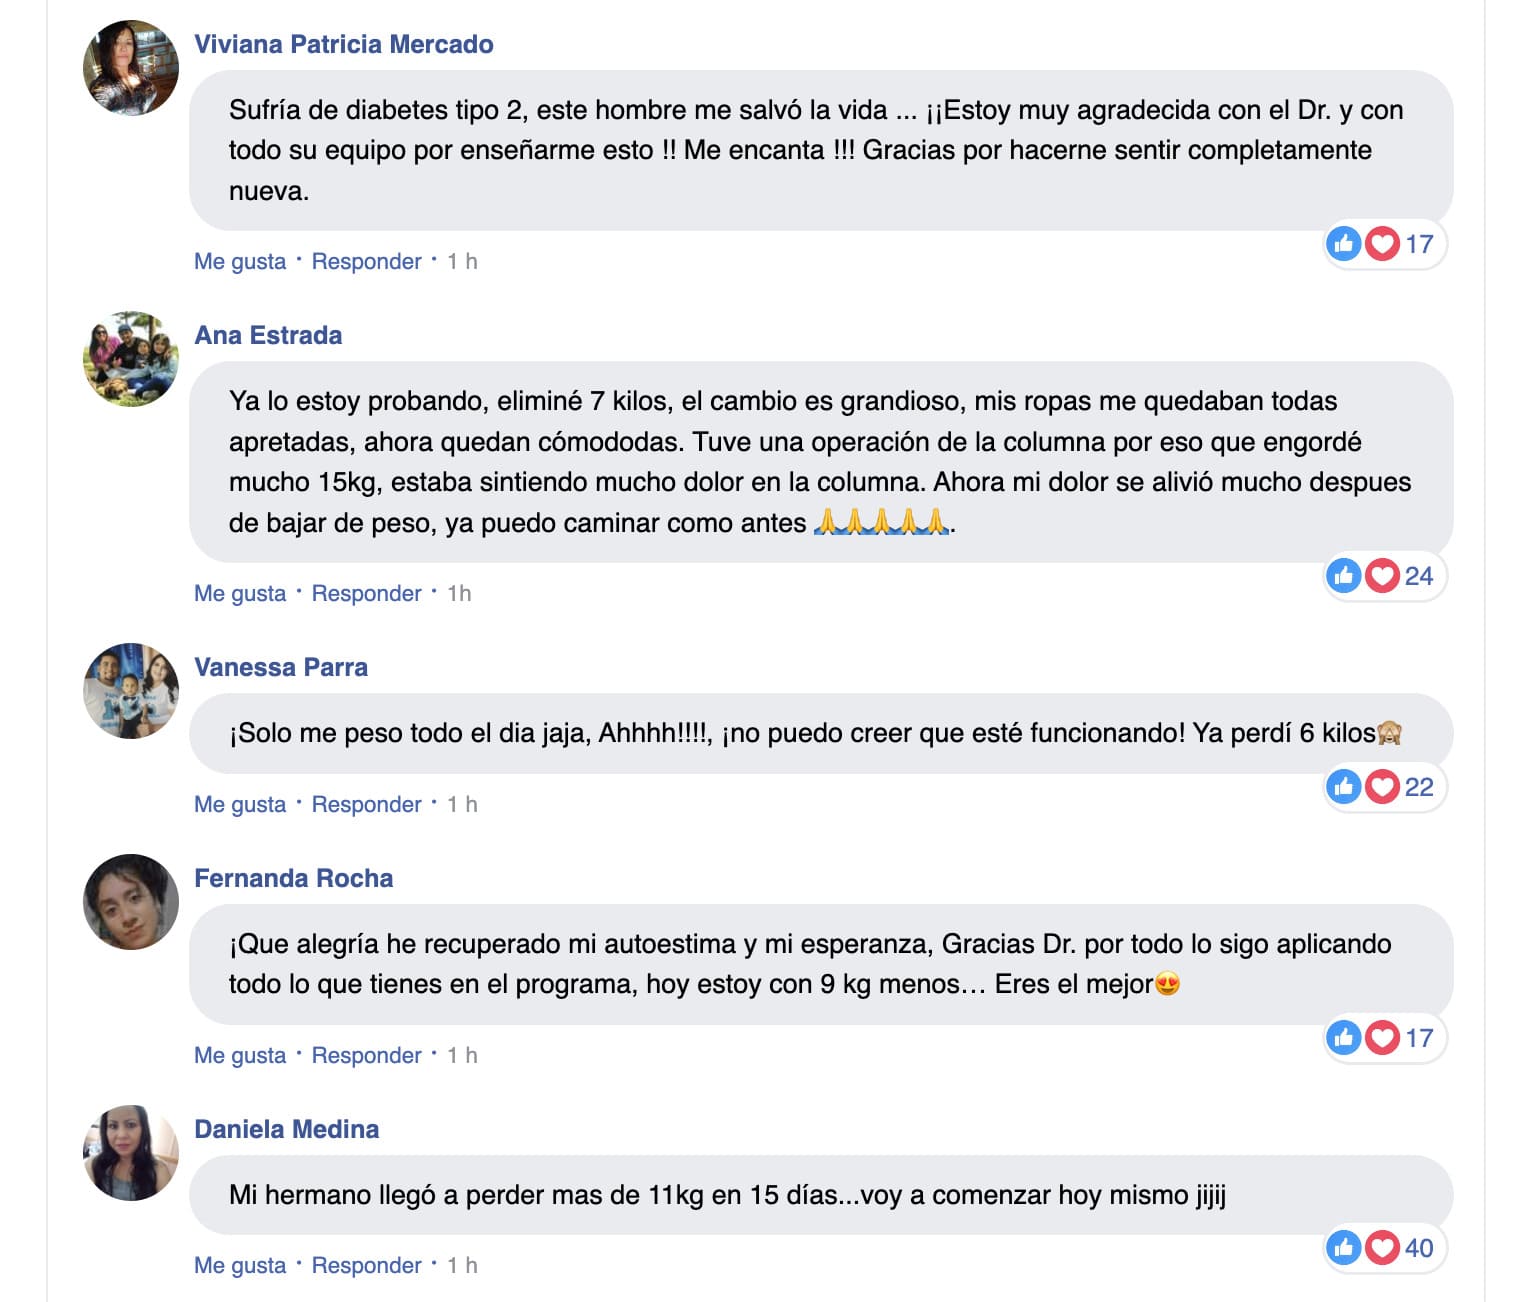 Viviana Patricia Mercado
Sufría de diabetes tipo 2, este hombre me salvó la vida ... ¡¡Estoy muy agradecida con el Dr. y con
todo su equipo por enseñarme esto !! Me encanta !!! Gracias por hacerne sentir completamente
nueva.
17
Me gusta · Responder · 1 h
Ana Estrada
Ya lo estoy probando, eliminé 7 kilos, el cambio es grandioso, mis ropas me quedaban todas
apretadas, ahora quedan cómododas. Tuve una operación de la columna por eso que engordé
mucho 15kg, estaba sintiendo mucho dolor en la columna. Ahora mi dolor se alivió mucho despues
de bajar de peso, ya puedo caminar como antes 🙏🙏🙏🙏🙏.
24
Me gusta · Responder · 1h
Vanessa Parra
¡Solo me peso todo el dia jaja, Ahhhh!!!!, ¡no puedo creer que esté funcionando! Ya perdí 6 kilos🙈
22
Me gusta · Responder · 1 h
Fernanda Rocha
¡Que alegría he recuperado mi autoestima y mi esperanza, Gracias Dr. por todo lo sigo aplicando
todo lo que tienes en el programa, hoy estoy con 9 kg menos… Eres el mejor😍
17
Me gusta · Responder · 1 h
Daniela Medina
Mi hermano llegó a perder mas de 11kg en 15 días...voy a comenzar hoy mismo jijij
40
Me gusta · Responder · 1 h